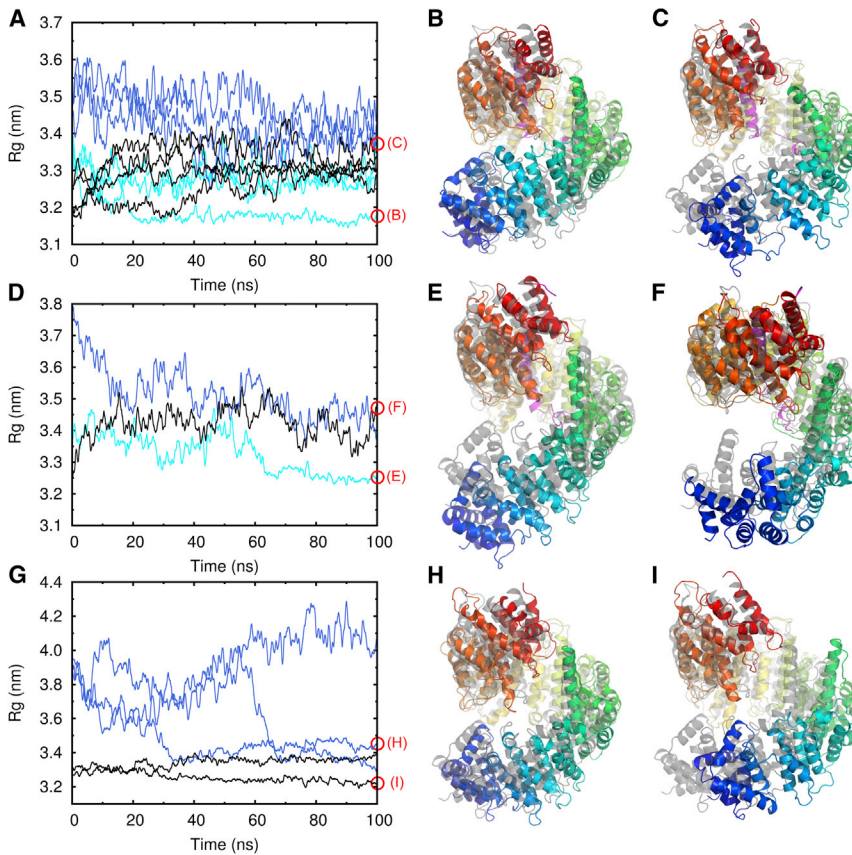 A
B
C
3.7
3.6
3.5
3.4
3.3
3.2
3.1
Rg (nm)
(C)
(B)
0
20
40
60
80
100
Time (ns)
D
E
F
3.8
3.7
3.6
3.5
3.4
3.3
3.2
3.1
Rg (nm)
(F)
(E)
0
20
40
60
80
100
Time (ns)
G
H
I
4.4
4.2
4.0
3.8
3.6
3.4
3.2
Rg (nm)
(H)
(I)
0
20
40
60
80
100
Time (ns)